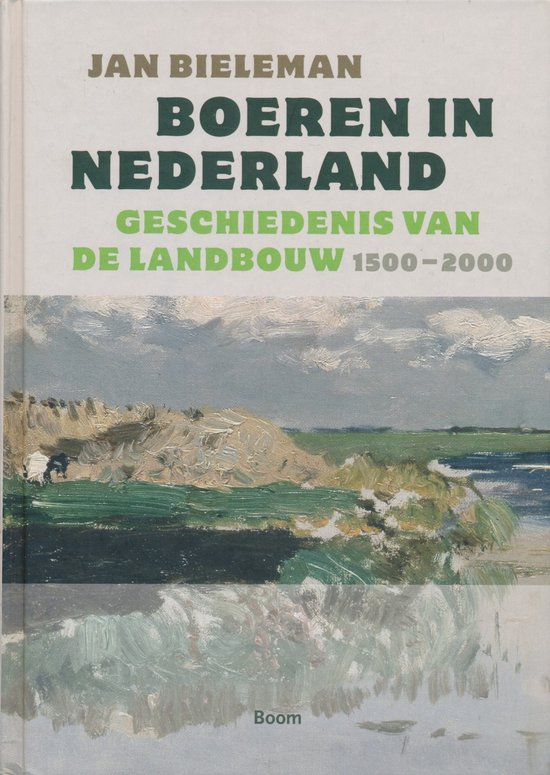 JAN BIELEMAN
BOEREN IN
NEDERLAND
GESCHIEDENIS VAN
DE LANDBOUW 1500–2000
Boom